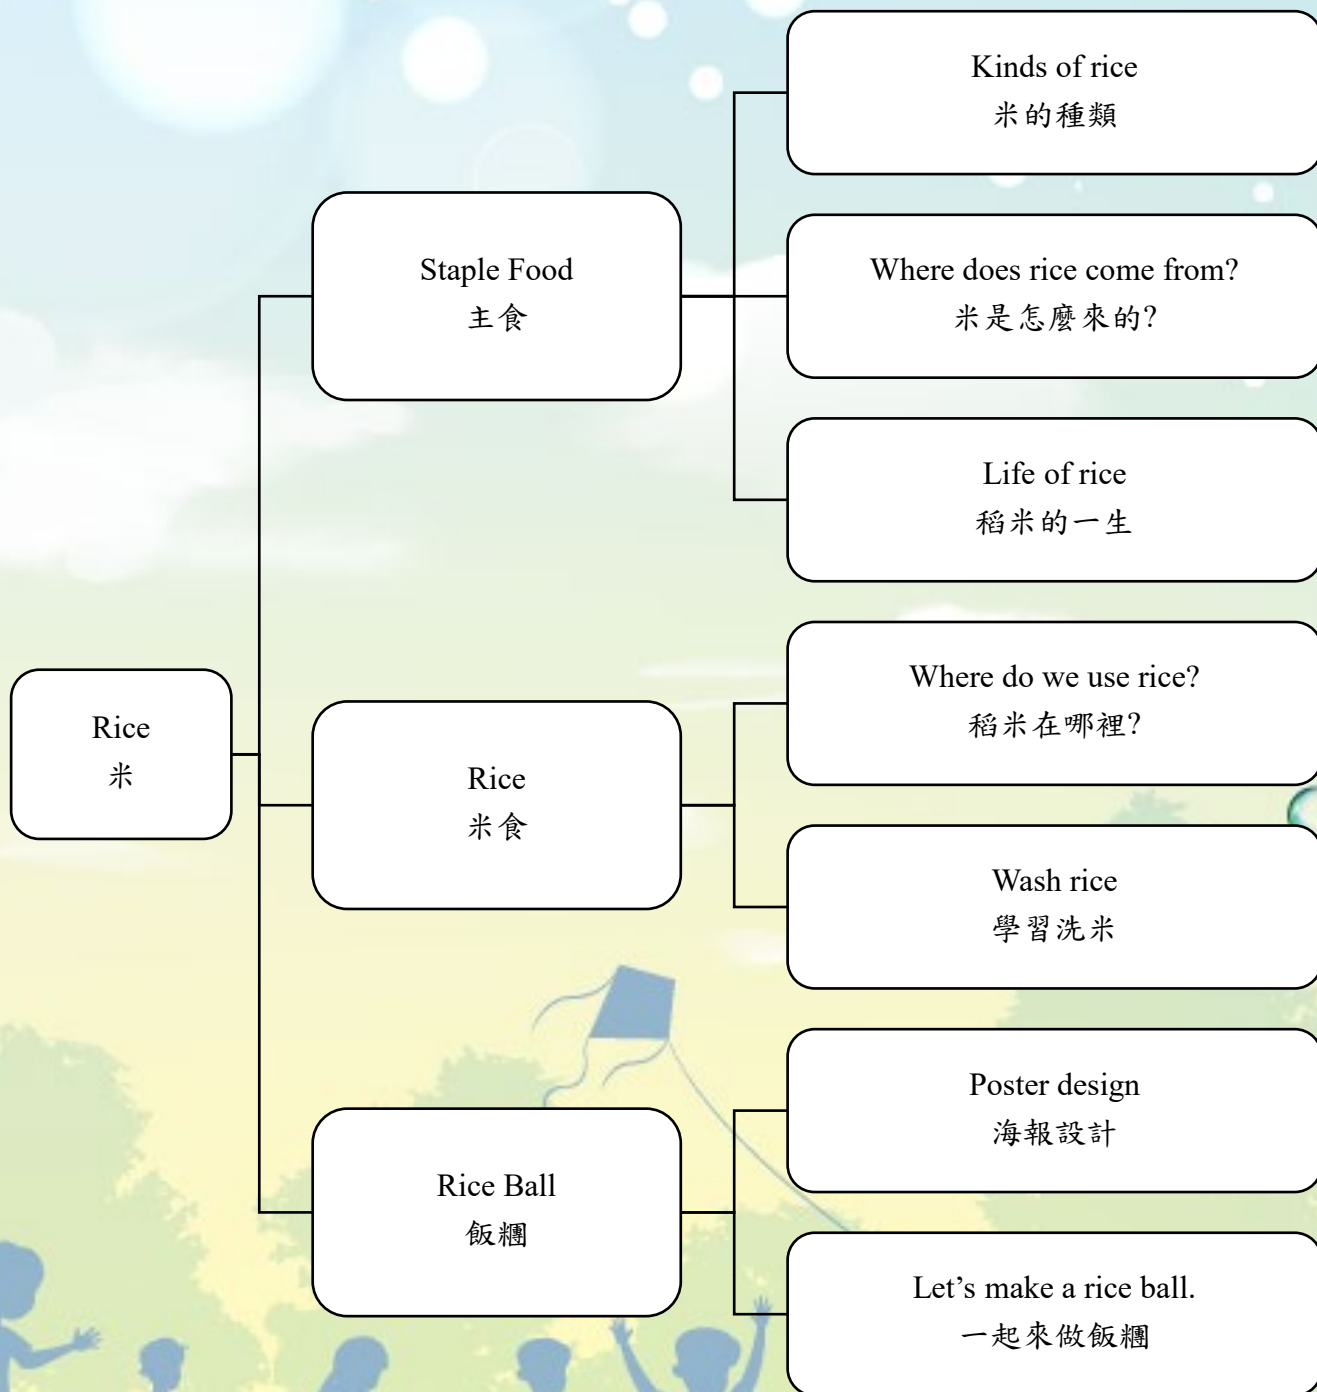 Rice
米
Staple Food
主食
Kinds of rice
米的種類
Where does rice come from?
米是怎麼來的?
Life of rice
稻米的一生
Rice
米食
Where do we use rice?
稻米在哪裡?
Wash rice
學習洗米
Rice Ball
飯糰
Poster design
海報設計
Let’s make a rice ball.
一起來做飯糰